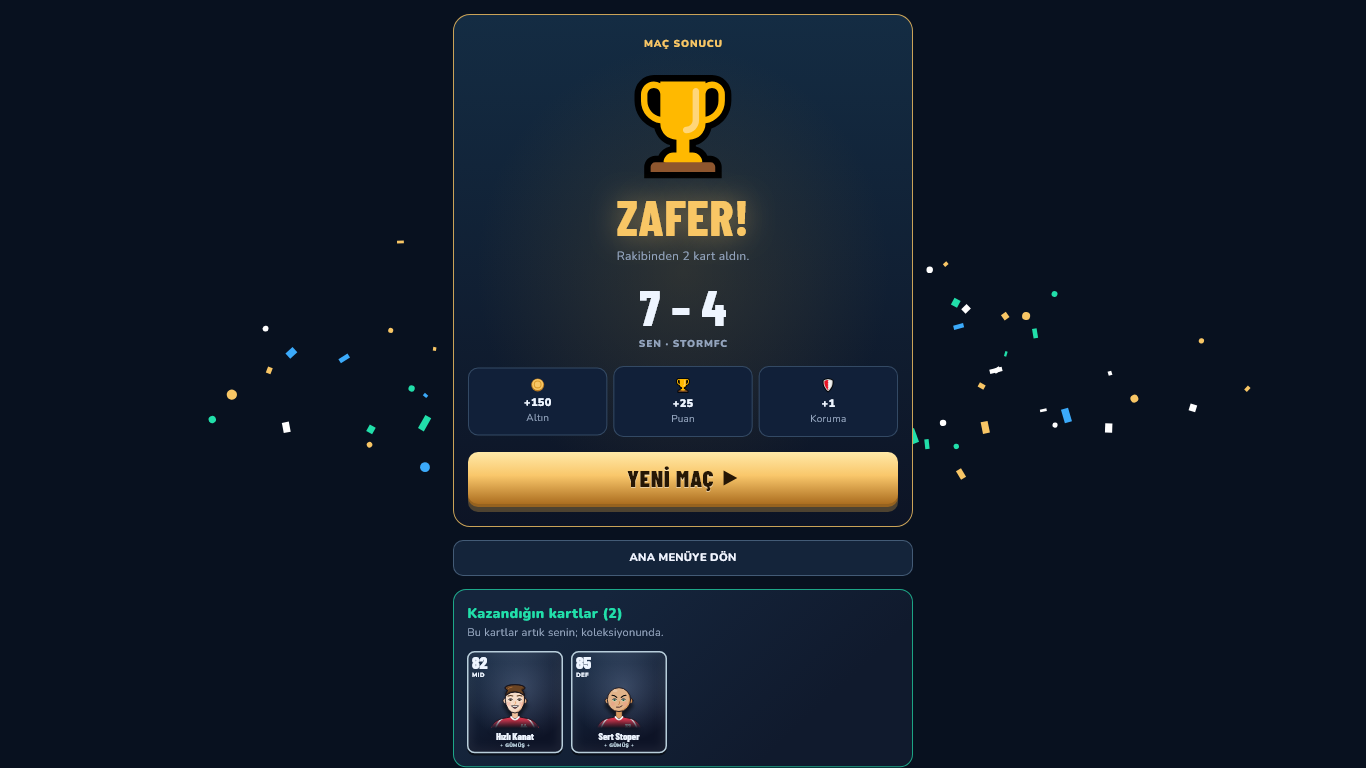 MAÇ SONUCU
ZAFER!
Rakibinden 2 kart aldın.
7 – 4
SEN · STORMFC
+150
Altın
+25
Puan
+1
Koruma
YENİ MAÇ ▶
ANA MENÜYE DÖN
Kazandığın kartlar (2)
Bu kartlar artık senin; koleksiyonunda.
82
MID
Hızlı Kanat
• GÜMÜŞ •
85
DEF
Sert Stoper
• GÜMÜŞ •